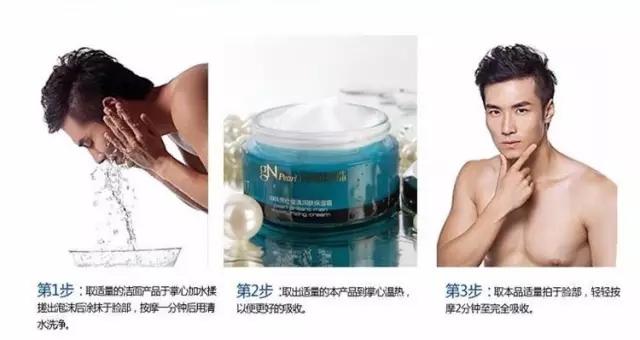 gN Pearl
第1步：取适量的洁面产品于掌心加水揉
搓出泡沫后涂抹于脸部，按摩一分钟后用清
水洗净。
第2步：取出适量的本产品到掌心温热，
以便更好的吸收。
第3步：取本品适量拍于脸部，轻轻按
摩2分钟至完全吸收。